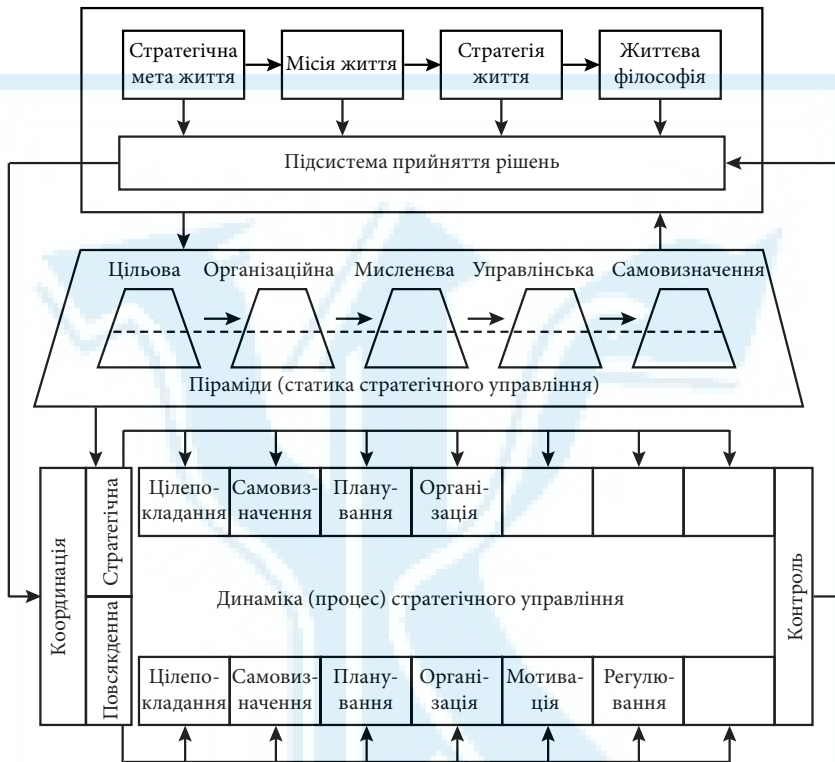 Стратегічна
мета життя
Місія життя
Стратегія
життя
Життєва
філософія
Підсистема прийняття рішень
Цільова
Організаційна
Мисленєва
Управлінська
Самовизначення
Піраміди (статика стратегічного управління)
Координація
Стратегічна
Повсякденна
Цілепо-
кладання
Самовиз-
начення
Плану-
вання
Органі-
зація
Динаміка (процес) стратегічного управління
Контроль
Цілепо-
кладання
Самовиз-
начення
Плану-
вання
Органі-
зація
Мотива-
ція
Регулю-
вання